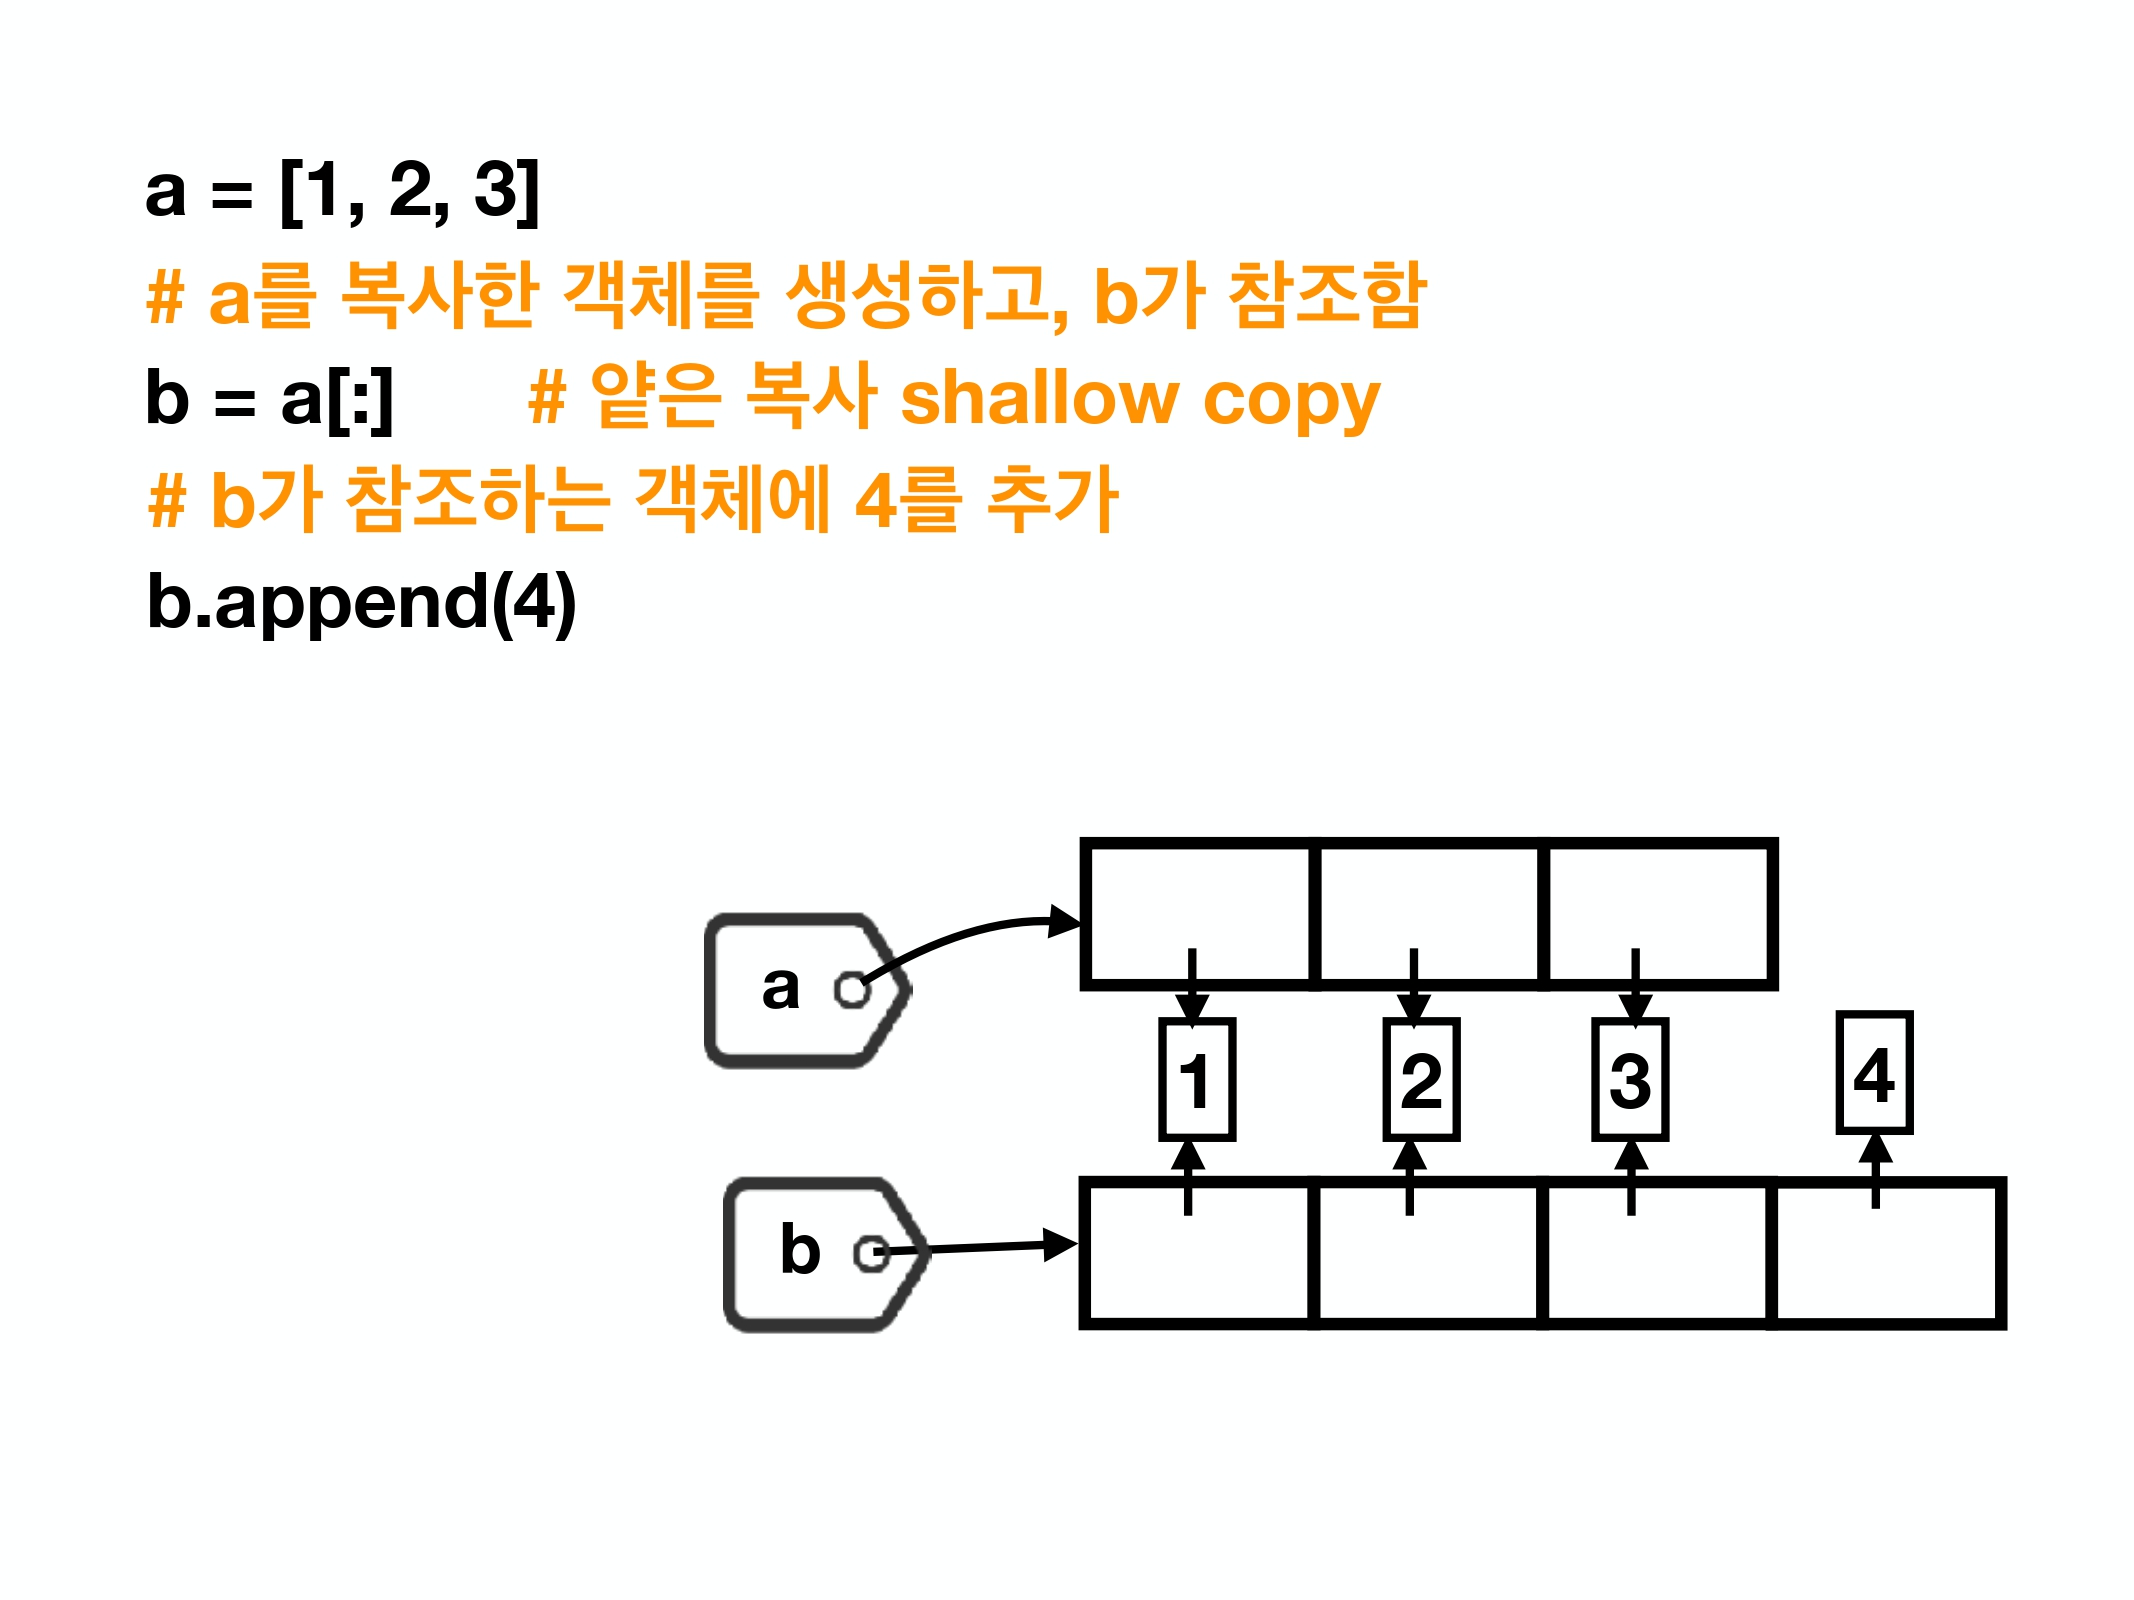 a = [1, 2, 3]
# a를 복사한 객체를 생성하고, b가 참조함
b = a[:] # 얕은 복사 shallow copy
# b가 참조하는 객체에 4를 추가
b.append(4)
a
1 2 3 4
b